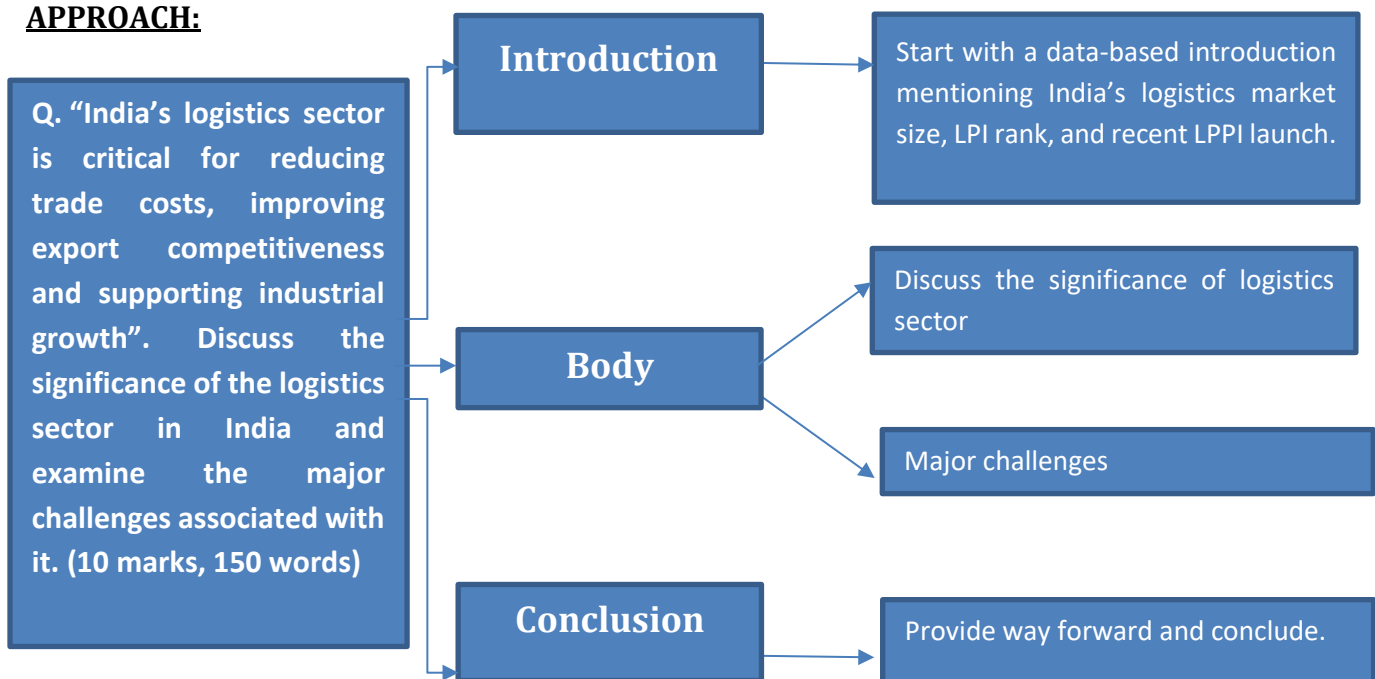 APPROACH:
Q. “India’s logistics sector
is critical for reducing
trade costs, improving
export competitiveness
and supporting industrial
growth”. Discuss the
significance of the logistics
sector in India and
examine the major
challenges associated with
it. (10 marks, 150 words)
Introduction
Start with a data-based introduction
mentioning India’s logistics market
size, LPI rank, and recent LPPI launch.
Body
Discuss the significance of logistics
sector
Major challenges
Conclusion
Provide way forward and conclude.